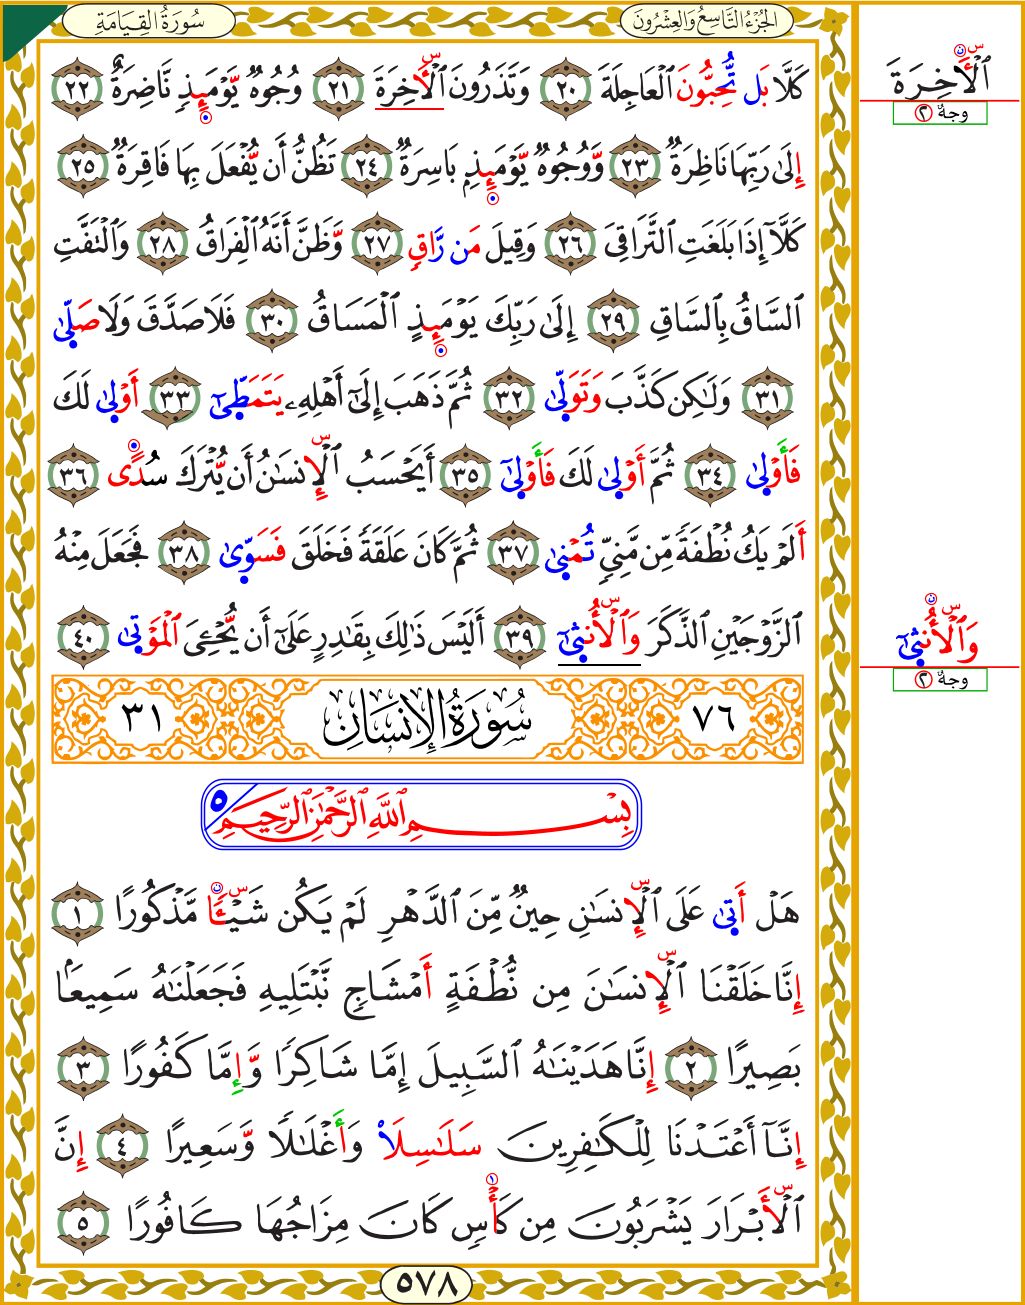 سُورَةُ القِيَامَةِ
الجُزْءُ التَّاسِعُ وَالعِشْرُونَ
كَلَّا بَل تُّحِبُّونَ ٱلْعَاجِلَةَ ٢٠ وَتَذَرُونَ ٱلْأَخِرَةَ ٢١ وُجُوهٌ يَوْمَئِذٍ نَّاضِرَةٌ ٢٢
إِلَىٰ رَبِّهَا نَاظِرَةٌ ٢٣ وَوُجُوهٌ يَوْمَئِذٍ بَاسِرَةٌ ٢٤ تَظُنُّ أَن يُفْعَلَ بِهَا فَاقِرَةٌ ٢٥
كَلَّآ إِذَا بَلَغَتِ ٱلتَّرَاقِىَ ٢٦ وَقِيلَ مَن رَّاقٍ ٢٧ وَظَنَّ أَنَّهُ ٱلْفِرَاقُ ٢٨ وَٱلْتَفَّتِ
ٱلسَّاقُ بِٱلسَّاقِ ٢٩ إِلَىٰ رَبِّكَ يَوْمَئِذٍ ٱلْمَسَاقُ ٣٠ فَلَا صَدَّقَ وَلَا صَلَّىٰ
٣١ وَلَٰكِن كَذَّبَ وَتَوَلَّىٰ ٣٢ ثُمَّ ذَهَبَ إِلَىٰٓ أَهْلِهِۦ يَتَمَطَّىٰٓ ٣٣ أَوْلَىٰ لَكَ
فَأَوْلَىٰ ٣٤ ثُمَّ أَوْلَىٰ لَكَ فَأَوْلَىٰٓ ٣٥ أَيَحْسَبُ ٱلْإِنسَٰنُ أَن يُتْرَكَ سُدًى ٣٦
أَلَمْ يَكُ نُطْفَةً مِّن مَّنِىٍّ تُمْنَىٰ ٣٧ ثُمَّ كَانَ عَلَقَةً فَخَلَقَ فَسَوَّىٰ ٣٨ فَجَعَلَ مِنْهُ
ٱلزَّوْجَيْنِ ٱلذَّكَرَ وَٱلْأُنثَىٰٓ ٣٩ أَلَيْسَ ذَٰلِكَ بِقَٰدِرٍ عَلَىٰٓ أَن يُحْـِۧىَ ٱلْمَوْتَىٰ ٤٠
٧٦ سُورَةُ الإِنسَانِ ٣١
بِسْمِ ٱللَّهِ ٱلرَّحْمَٰنِ ٱلرَّحِيمِ ٥
هَلْ أَتَىٰ عَلَى ٱلْإِنسَٰنِ حِينٌ مِّنَ ٱلدَّهْرِ لَمْ يَكُن شَيْـًٔا مَّذْكُورًا ١
إِنَّا خَلَقْنَا ٱلْإِنسَٰنَ مِن نُّطْفَةٍ أَمْشَاجٍ نَّبْتَلِيهِ فَجَعَلْنَٰهُ سَمِيعًۢا
بَصِيرًا ٢ إِنَّا هَدَيْنَٰهُ ٱلسَّبِيلَ إِمَّا شَاكِرًا وَإِمَّا كَفُورًا ٣
إِنَّآ أَعْتَدْنَا لِلْكَٰفِرِينَ سَلَٰسِلَا۟ وَأَغْلَٰلًا وَسَعِيرًا ٤ إِنَّ
ٱلْأَبْرَارَ يَشْرَبُونَ مِن كَأْسٍ كَانَ مِزَاجُهَا كَافُورًا ٥
٥٧٨
ٱلْأَخِرَةَ
وجهٌ ٢
وَٱلْأُنثَىٰٓ
وجهٌ ٢